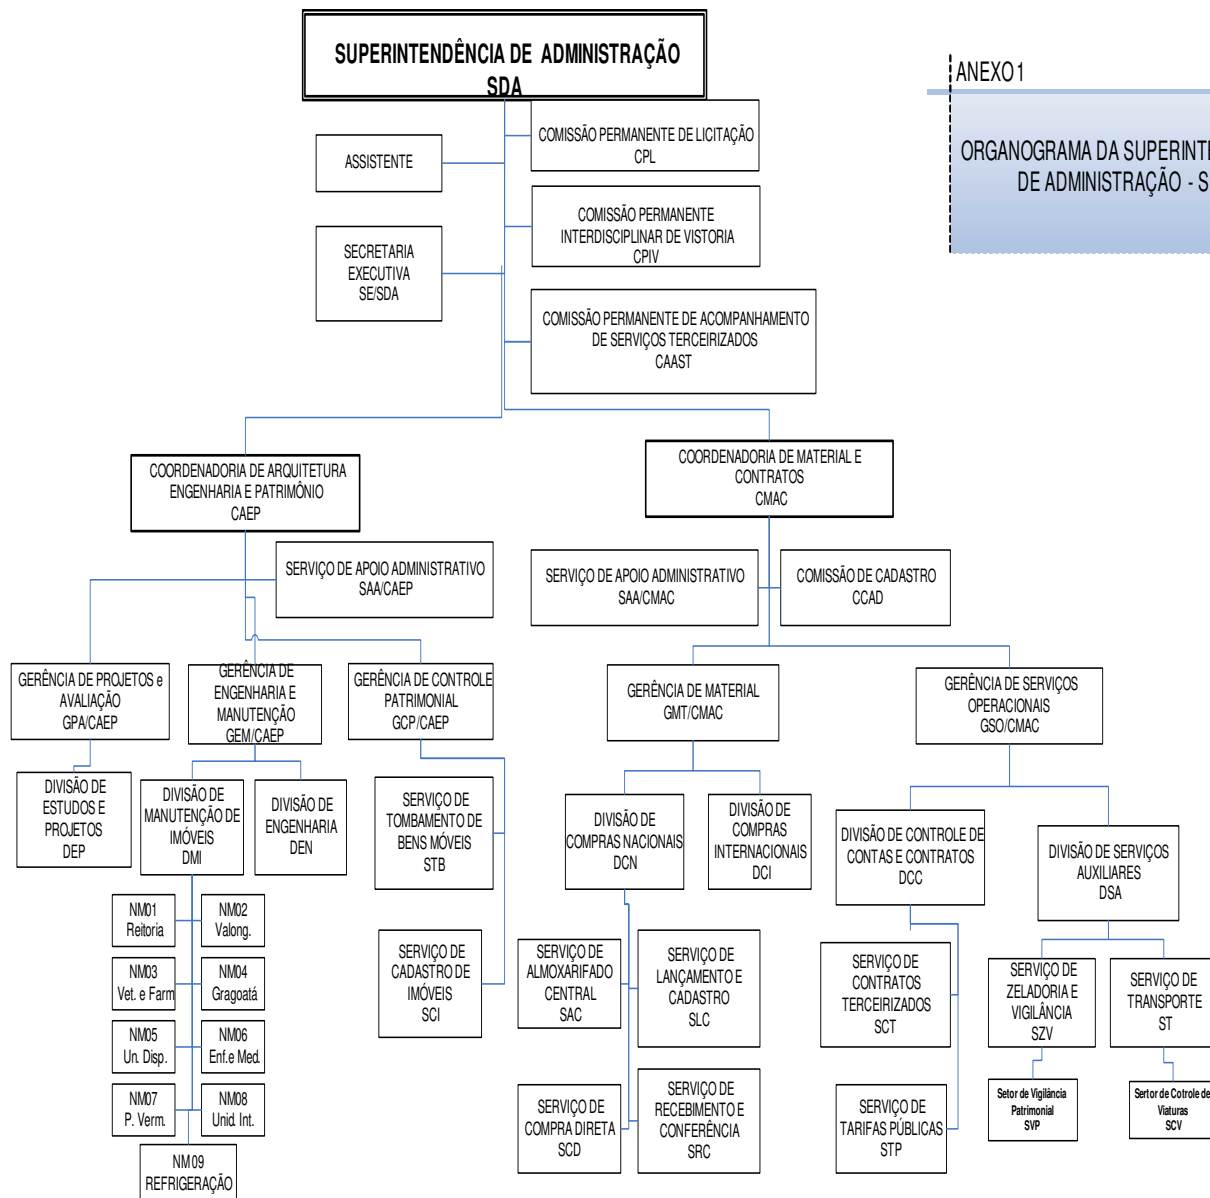 SUPERINTENDÊNCIA DE ADMINISTRAÇÃO
SDA
ANEXO 1
ORGANOGRAMA DA SUPERINTE
DE ADMINISTRAÇÃO - S
ASSISTENTE
COMISSÃO PERMANENTE DE LICITAÇÃO
CPL
SECRETARIA
EXECUTIVA
SE/SDA
COMISSÃO PERMANENTE
INTERDISCIPLINAR DE VISTORIA
CPIV
COMISSÃO PERMANENTE DE ACOMPANHAMENTO
DE SERVIÇOS TERCEIRIZADOS
CAAST
COORDENADORIA DE ARQUITETURA
ENGENHARIA E PATRIMÔNIO
CAEP
COORDENADORIA DE MATERIAL E
CONTRATOS
CMAC
SERVIÇO DE APOIO ADMINISTRATIVO
SAA/CAEP
SERVIÇO DE APOIO ADMINISTRATIVO
SAA/CMAC
COMISSÃO DE CADASTRO
CCAD
GERÊNCIA DE PROJETOS e
AVALIAÇÃO
GPA/CAEP
GERÊNCIA DE
ENGENHARIA E
MANUTENÇÃO
GEM/CAEP
GERÊNCIA DE CONTROLE
PATRIMONIAL
GCP/CAEP
GERÊNCIA DE MATERIAL
GMT/CMAC
GERÊNCIA DE SERVIÇOS
OPERACIONAIS
GSO/CMAC
DIVISÃO DE
ESTUDOS E
PROJETOS
DEP
DIVISÃO DE
MANUTENÇÃO DE
IMÓVEIS
DMI
DIVISÃO DE
ENGENHARIA
DEN
SERVIÇO DE
TOMBAMENTO DE
BENS MÓVEIS
STB
DIVISÃO DE
COMPRAS NACIONAIS
DCN
DIVISÃO DE
COMPRAS
INTERNACIONAIS
DCI
DIVISÃO DE CONTROLE DE
CONTAS E CONTRATOS
DCC
DIVISÃO DE SERVIÇOS
AUXILIARES
DSA
NM01
Reitoria
NM02
Valong.
NM03
Vet. e Farm
NM04
Gragoatá
NM05
Un. Disp.
NM06
Enf.e Med.
NM07
P. Verm.
NM08
Unid. Int.
NM 09
REFRIGERAÇÃO
SERVIÇO DE
CADASTRO DE
IMÓVEIS
SCI
SERVIÇO DE
ALMOXARIFADO
CENTRAL
SAC
SERVIÇO DE
LANÇAMENTO E
CADASTRO
SLC
SERVIÇO DE
COMPRA DIRETA
SCD
SERVIÇO DE
RECEBIMENTO E
CONFERÊNCIA
SRC
SERVIÇO DE
CONTRATOS
TERCEIRIZADOS
SCT
SERVIÇO DE
TARIFAS PÚBLICAS
STP
SERVIÇO DE
ZELADORIA E
VIGILÂNCIA
SZV
SERVIÇO DE
TRANSPORTE
ST
Setor de Vigilância
Patrimonial
SVP
Sertor de Cotrole de
Viaturas
SCV